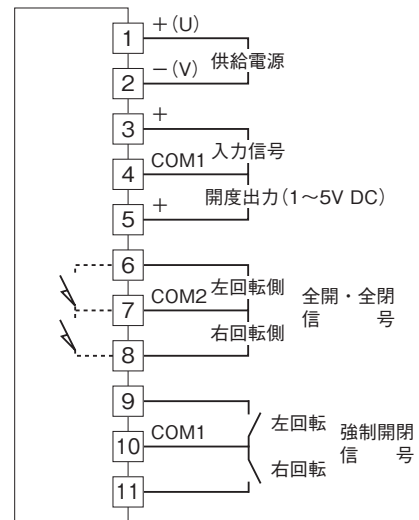 1 +(U)
供給電源
2 −(V)
3 +
入力信号
4 COM1
開度出力(1〜5V DC)
5 +
6
左回転側
7 COM2
全開・全閉
信号
右回転側
8
9
左回転
10 COM1
強制開閉
信号
右回転
11